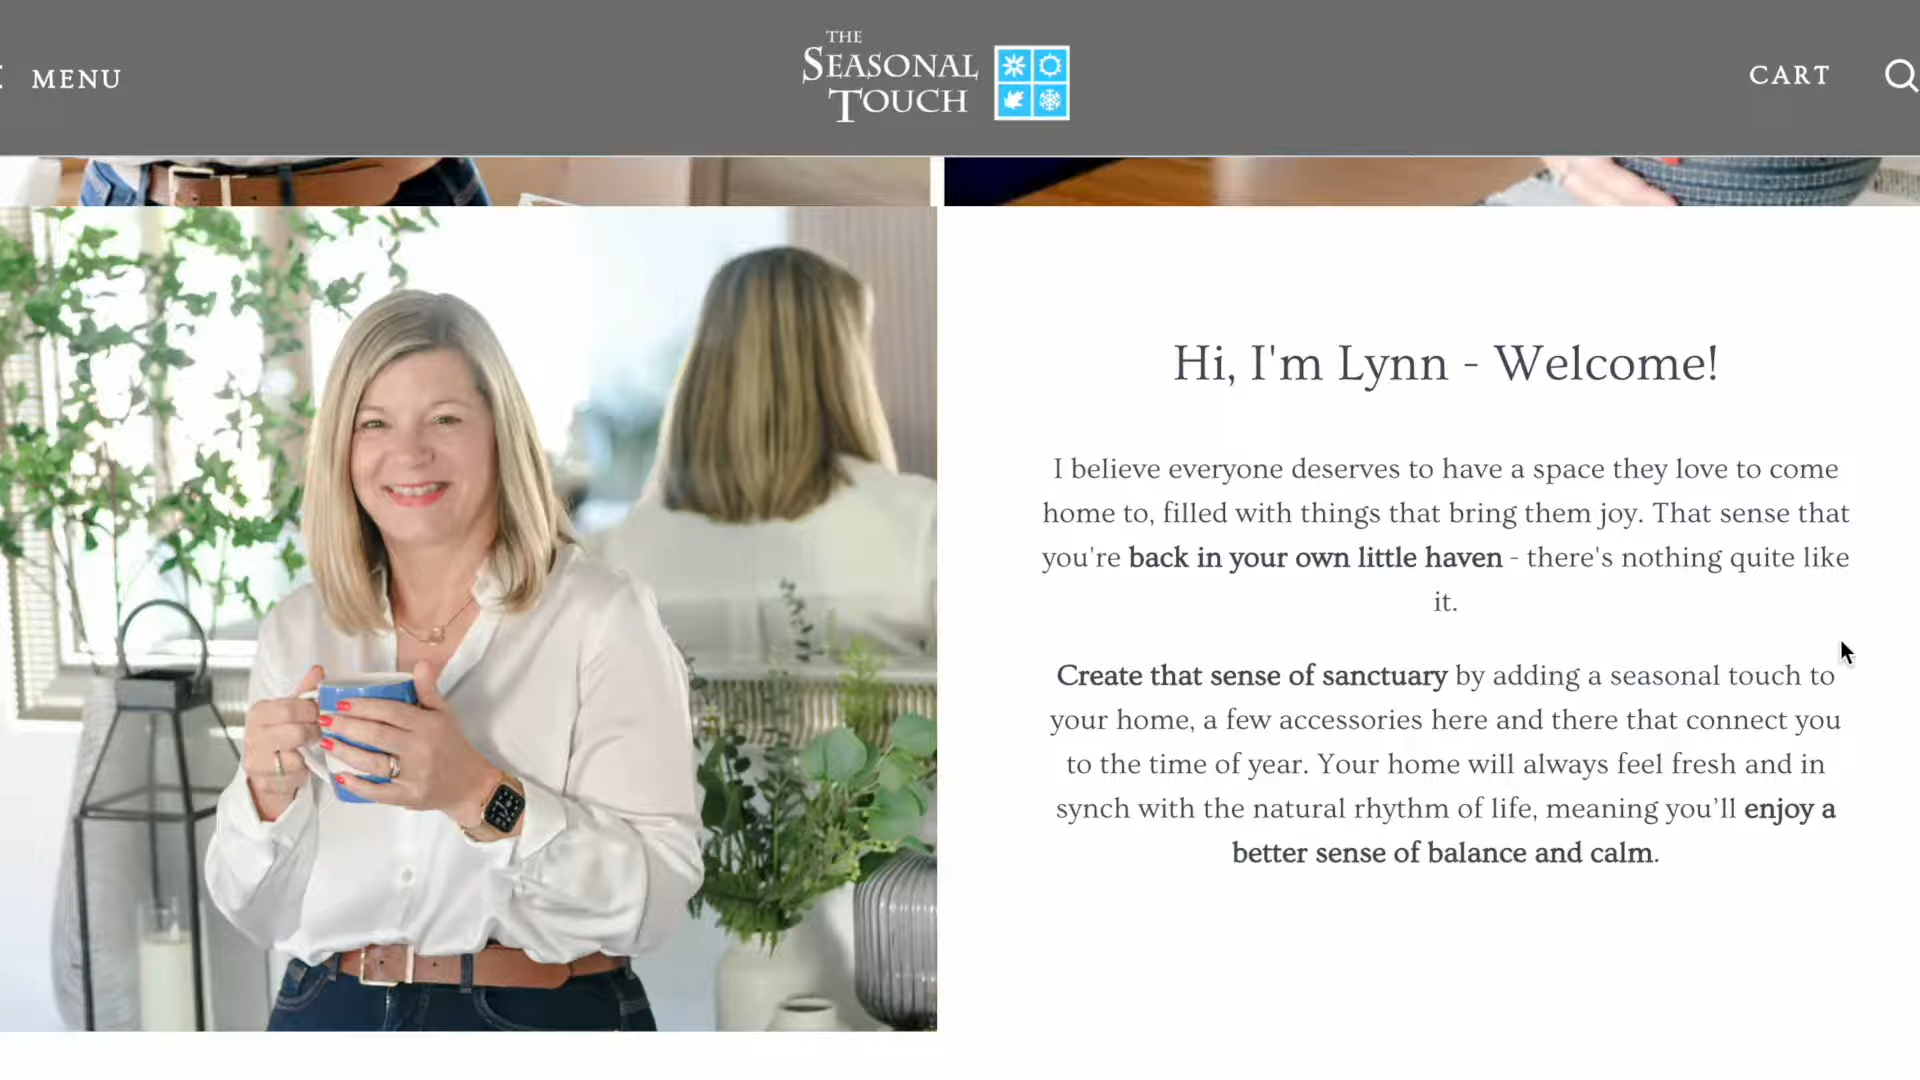 MENU
THE
SEASONAL
TOUCH
CART
Hi, I'm Lynn - Welcome!
I believe everyone deserves to have a space they love to come
home to, filled with things that bring them joy. That sense that
you're back in your own little haven - there's nothing quite like
it.
Create that sense of sanctuary by adding a seasonal touch to
your home, a few accessories here and there that connect you
to the time of year. Your home will always feel fresh and in
synch with the natural rhythm of life, meaning you’ll enjoy a
better sense of balance and calm.